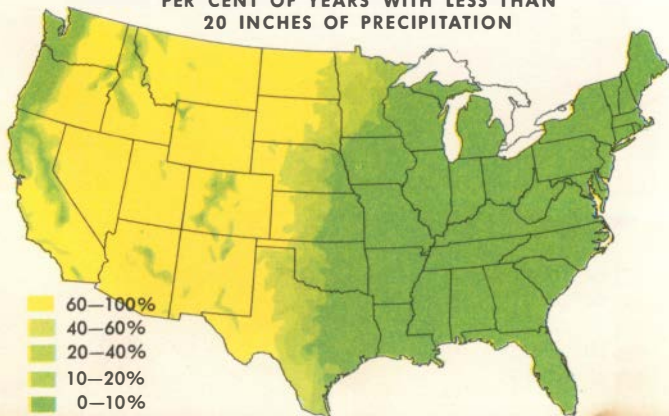 PER CENT OF YEARS WITH LESS THAN
20 INCHES OF PRECIPITATION
60—100%
40—60%
20—40%
10—20%
0—10%